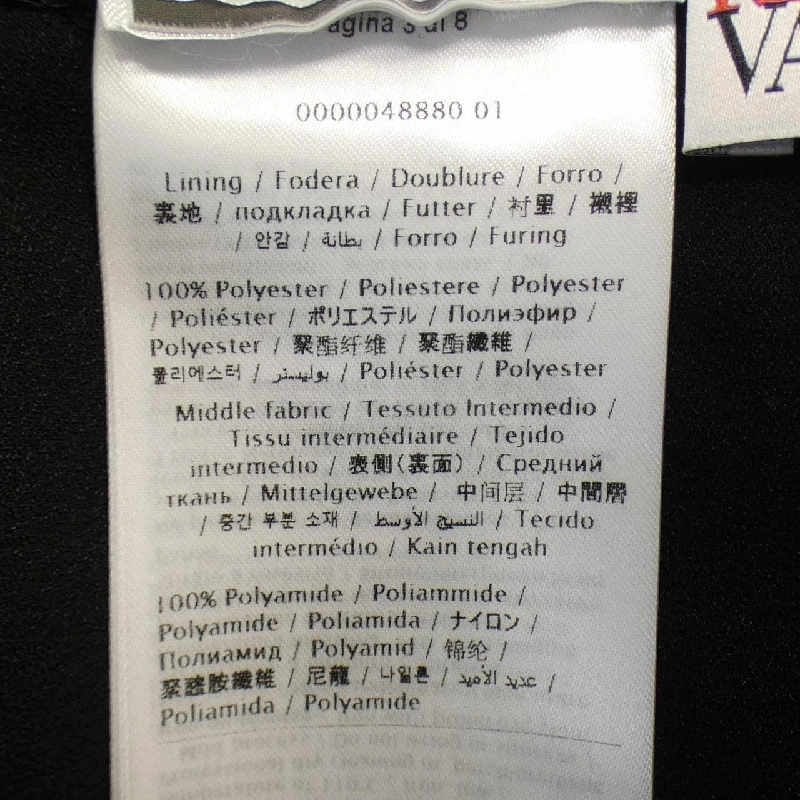 Pagina 3 di 8
VA
0000048880 01
Lining / Fodera / Doublure / Forro /
裏地 / подкладка / Futter / 衬里 / 襯裡
/ 안감 / بطانة / Forro / Furing
100% Polyester / Poliestere / Polyester
/ Poliéster / ポリエステル / Полиэфир /
Polyester / 聚酯纤维 / 聚酯纖維 /
폴리에스터 / بوليستر / Poliéster / Polyester
Middle fabric / Tessuto Intermedio /
Tissu intermédiaire / Tejido
intermedio / 表側(裏面) / Средний
ткань / Mittelgewebe / 中间层 / 中間層
/ 중간 부분 소재 / النسيج الأوسط / Tecido
intermédio / Kain tengah
100% Polyamide / Poliammide /
Polyamide / Poliamida / ナイロン /
Полиамид / Polyamid / 锦纶 /
聚醯胺纖維 / 尼龍 / 나일론 / عديد الأميد /
Poliamida / Polyamide